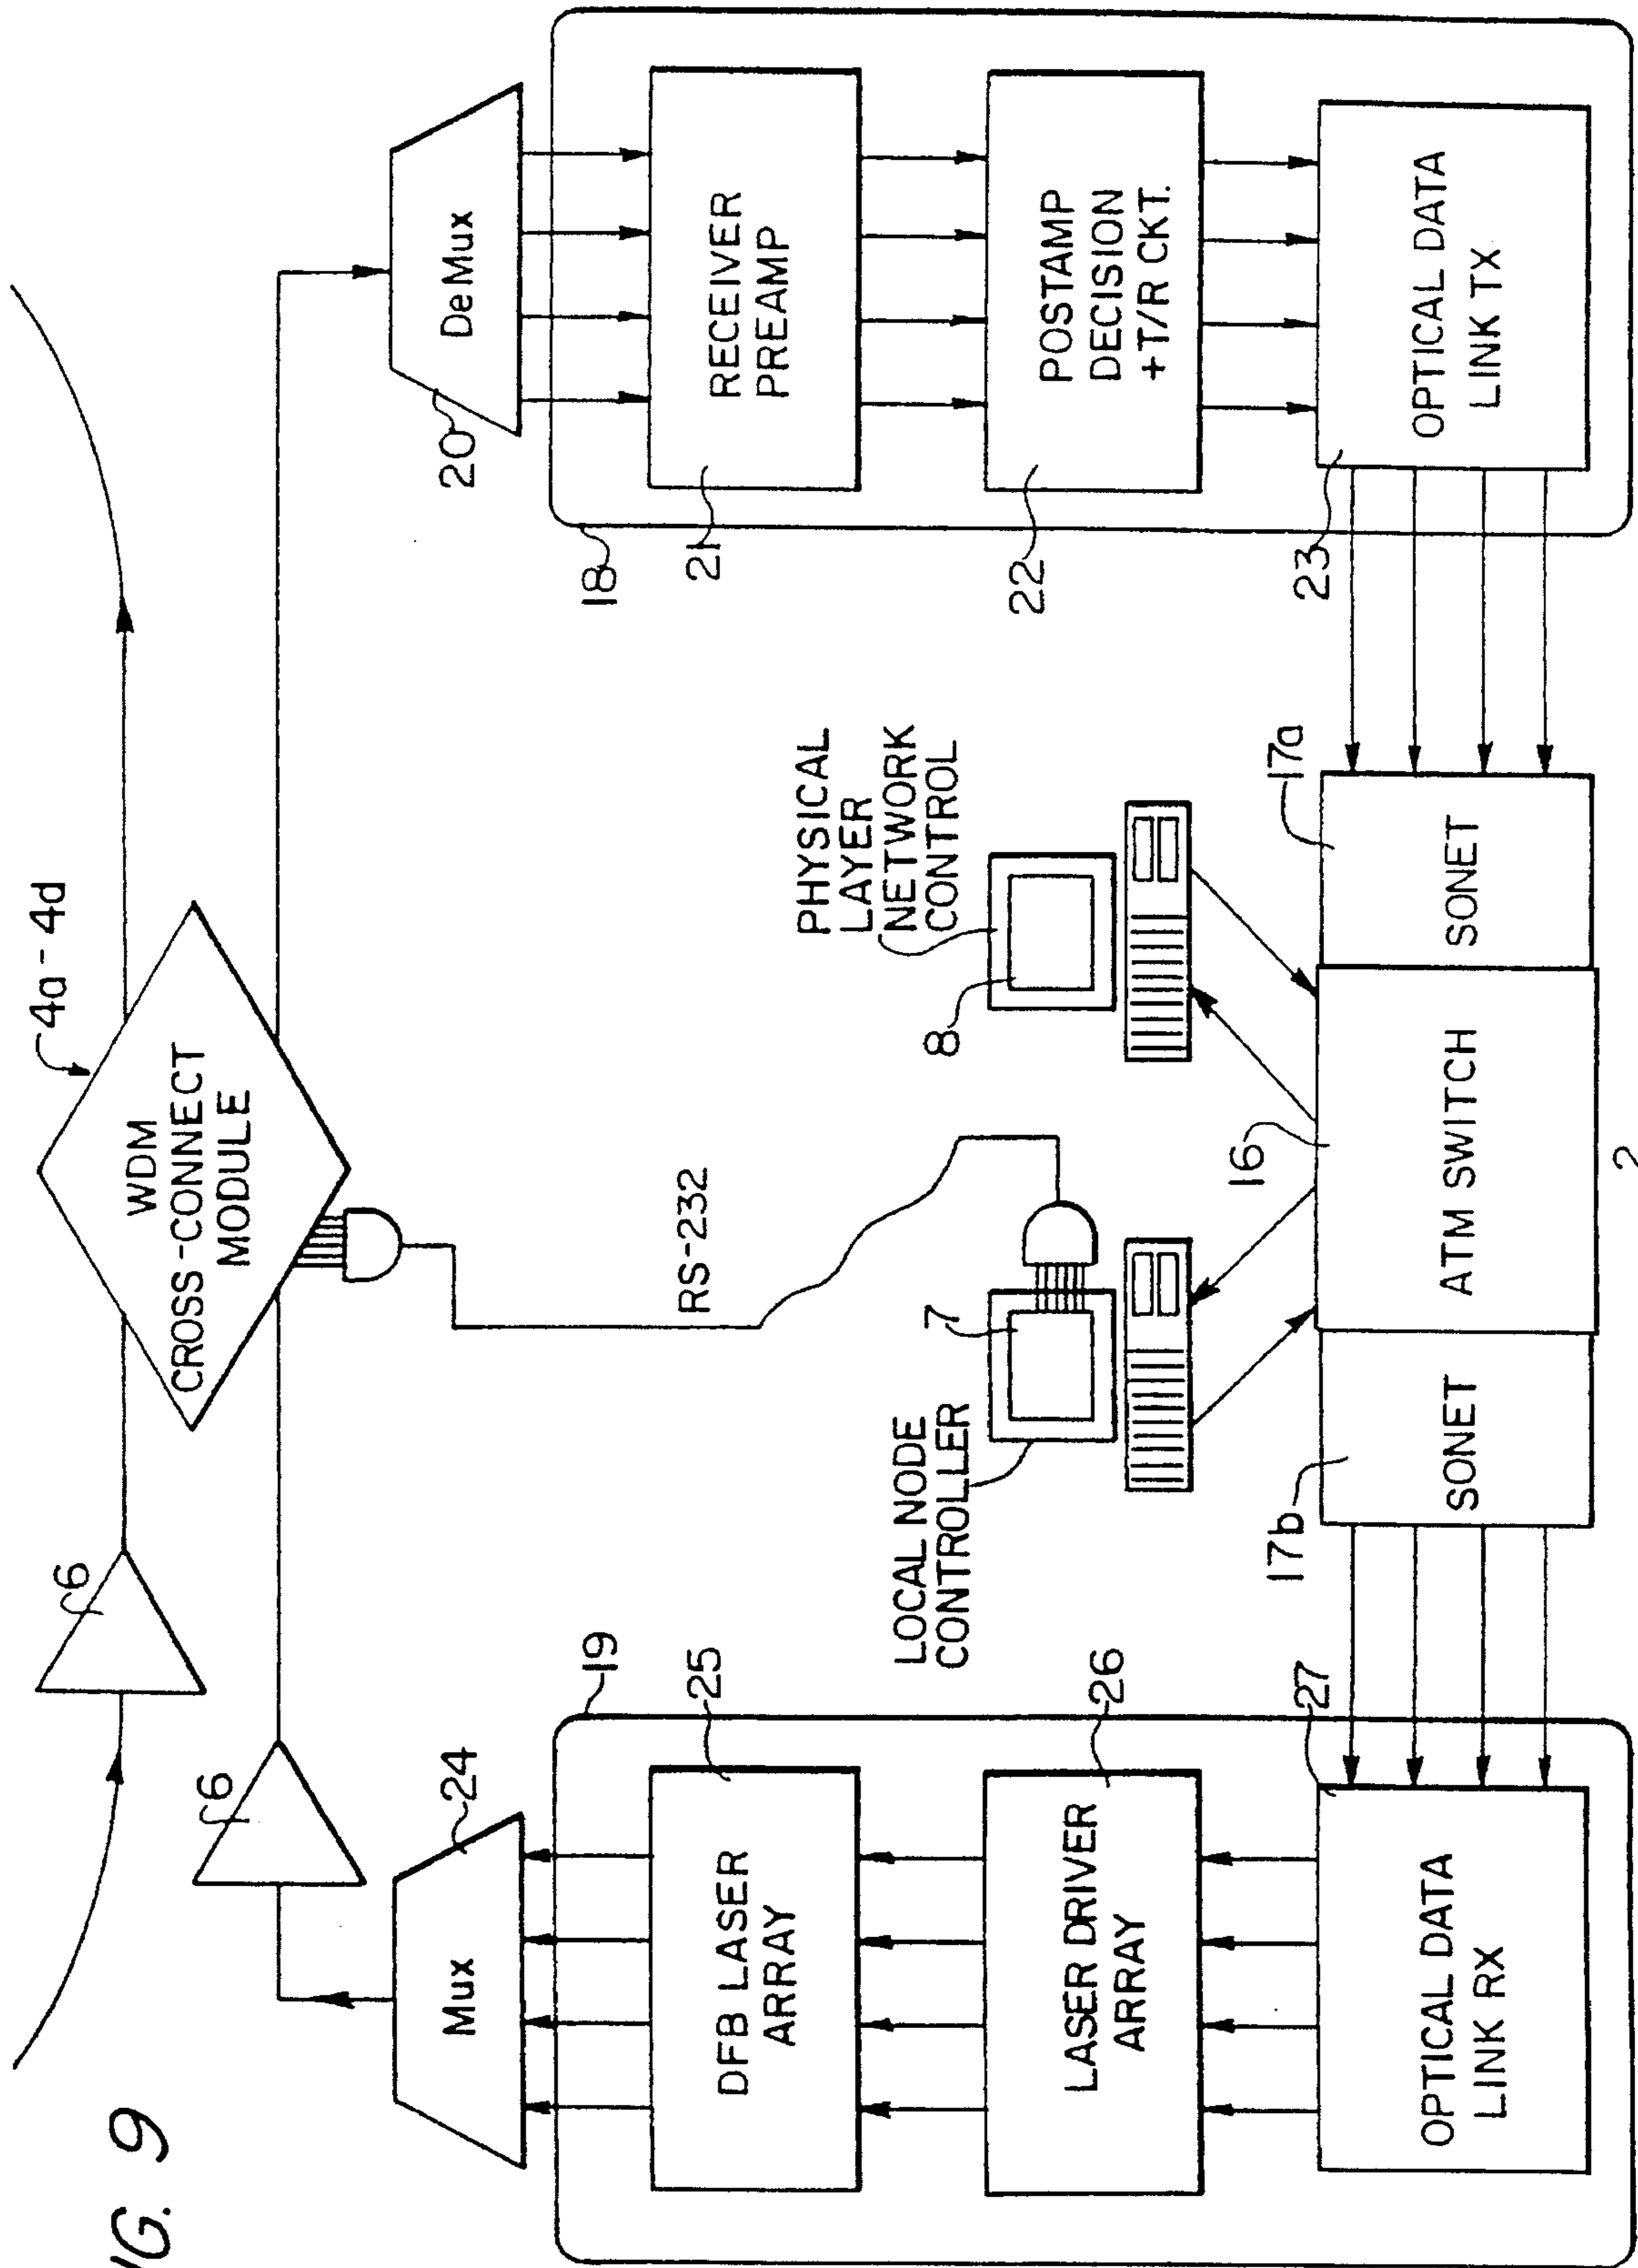 FIG. 9
6
6
4a - 4d
WDM
CROSS-CONNECT
MODULE
Mux
24
DeMux
20
19
25
DFB LASER
ARRAY
26
LASER DRIVER
ARRAY
27
OPTICAL DATA
LINK RX
RS-232
LOCAL NODE
CONTROLLER
7
PHYSICAL
LAYER
NETWORK
CONTROL
8
17b
SONET
16
ATM SWITCH
2
17a
SONET
18
21
RECEIVER
PREAMP
22
POSTAMP
DECISION
+T/R CKT.
23
OPTICAL DATA
LINK TX